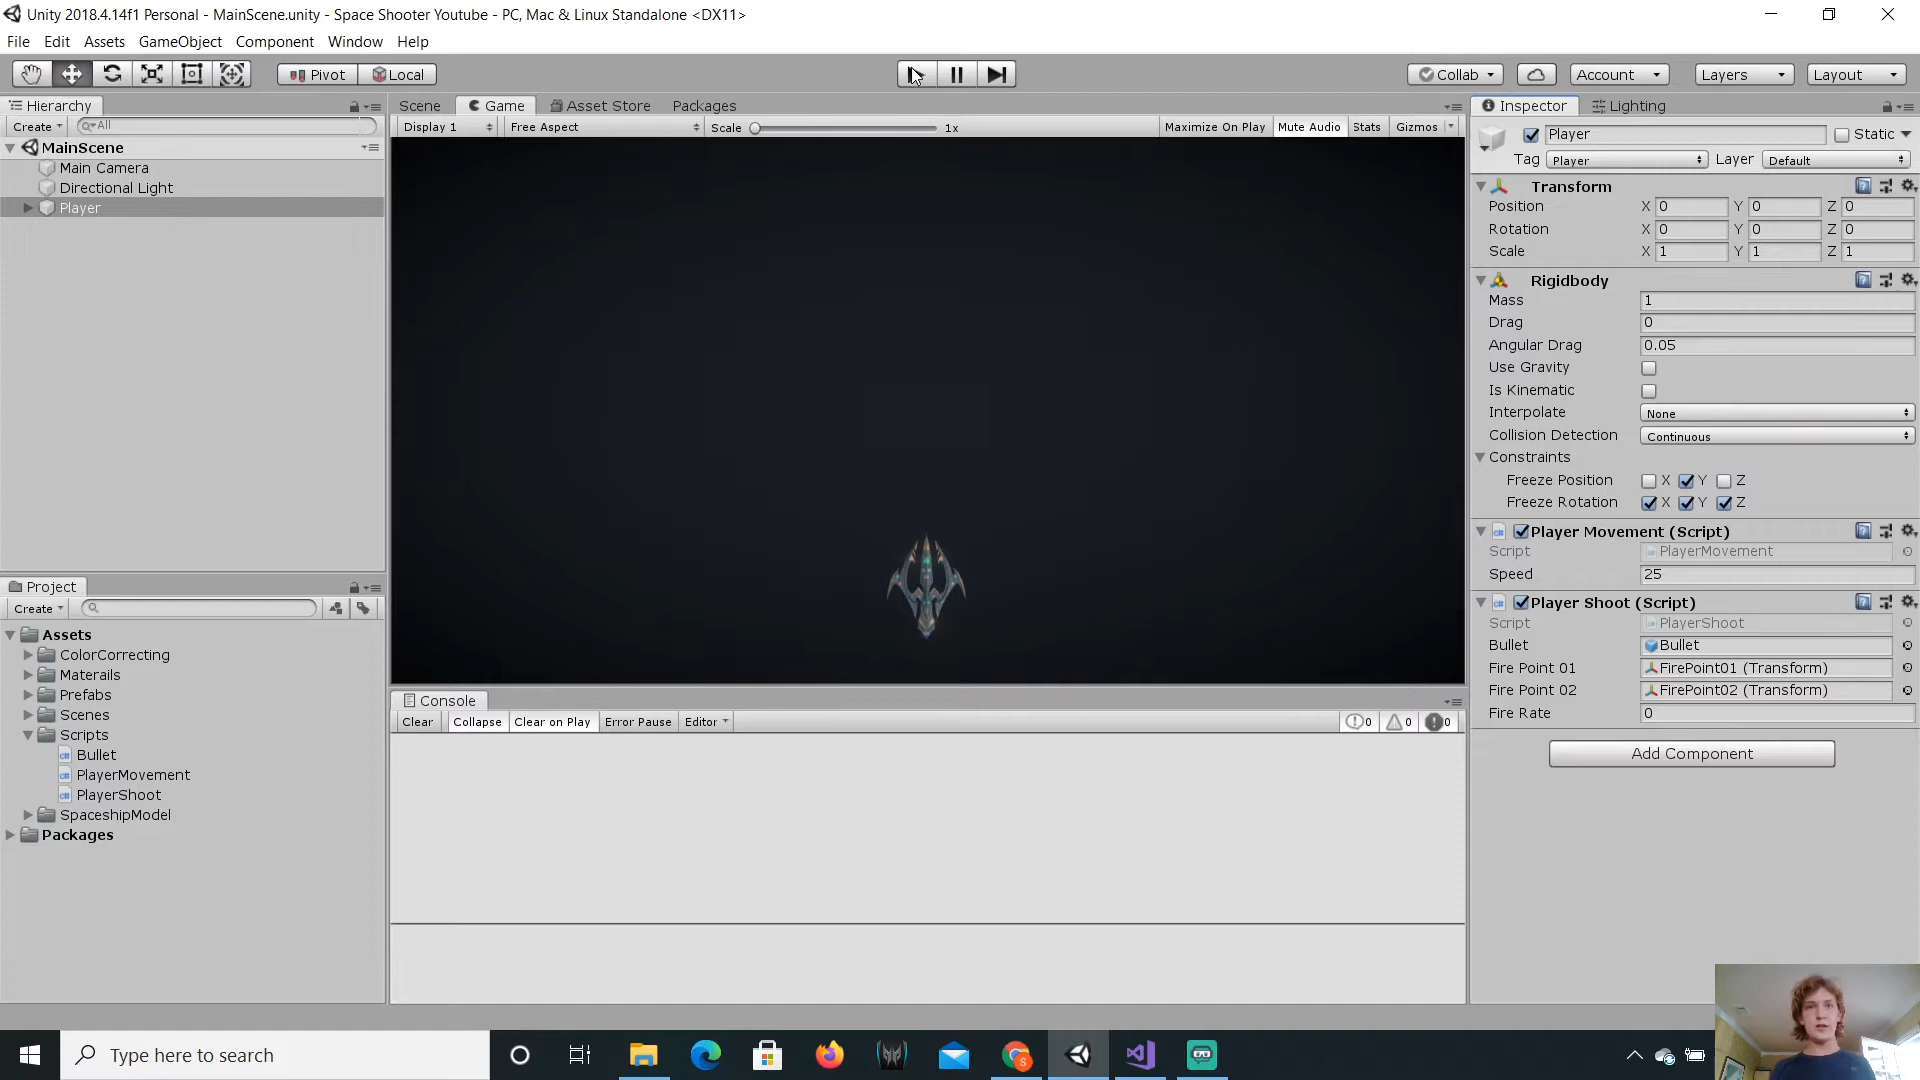 Unity 2018.4.14f1 Personal - MainScene.unity - Space Shooter Youtube - PC, Mac & Linux Standalone <DX11>
File Edit Assets GameObject Component Window Help
Pivot Local Collab Account Layers Layout
Hierarchy
Create All
MainScene
Main Camera
Directional Light
Player
Scene Game Asset Store Packages
Display 1 Free Aspect Scale 1x Maximize On Play Mute Audio Stats Gizmos
Inspector Lighting
Player Static
Tag Player Layer Default
Transform
Position X 0 Y 0 Z 0
Rotation X 0 Y 0 Z 0
Scale X 1 Y 1 Z 1
Rigidbody
Mass 1
Drag 0
Angular Drag 0.05
Use Gravity
Is Kinematic
Interpolate None
Collision Detection Continuous
Constraints
Freeze Position X Y Z
Freeze Rotation X Y Z
Player Movement (Script)
Script PlayerMovement
Speed 25
Player Shoot (Script)
Script PlayerShoot
Bullet Bullet
Fire Point 01 FirePoint01 (Transform)
Fire Point 02 FirePoint02 (Transform)
Fire Rate 0
Add Component
Project
Create
Assets
ColorCorrecting
Materails
Prefabs
Scenes
Scripts
Bullet
PlayerMovement
PlayerShoot
SpaceshipModel
Packages
Console
Clear Collapse Clear on Play Error Pause Editor 0 0 0
Type here to search